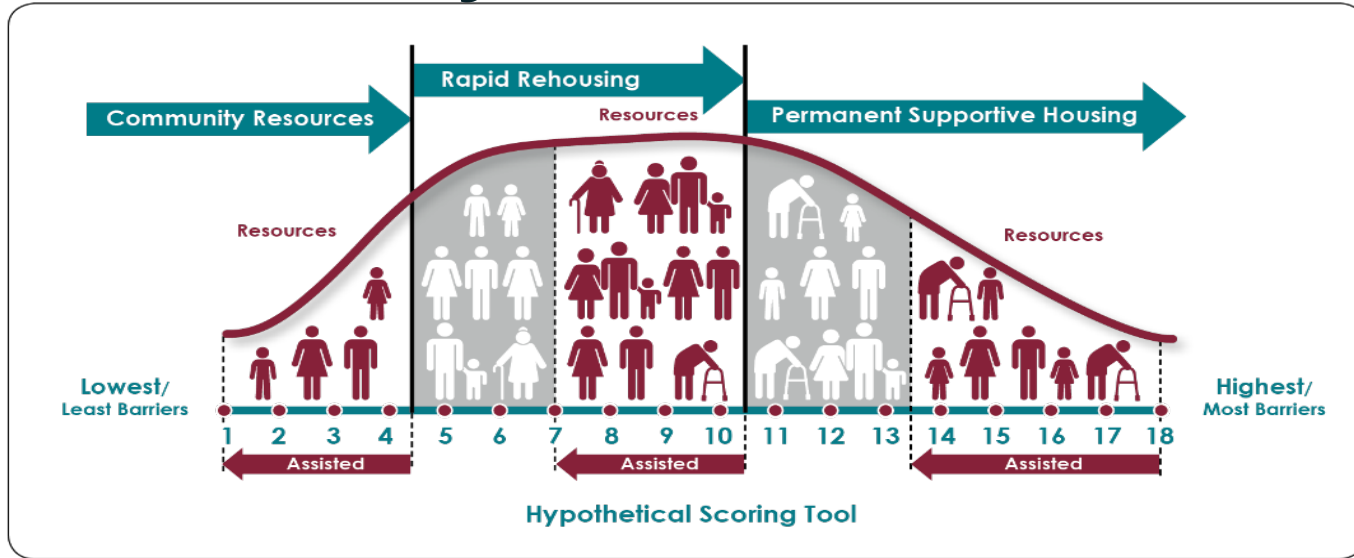 Rapid Rehousing
Community Resources
Resources
Permanent Supportive Housing
Resources
Resources
Lowest/
Least Barriers
Highest/
Most Barriers
1 2 3 4 5 6 7 8 9 10 11 12 13 14 15 16 17 18
Assisted
Assisted
Assisted
Hypothetical Scoring Tool